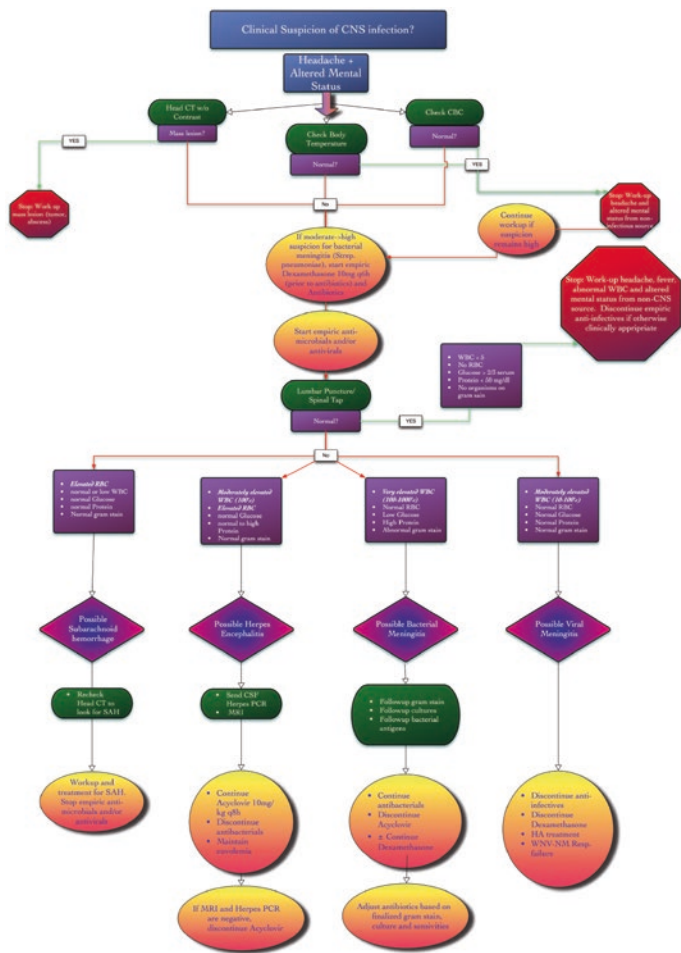 Clinical Suspicion of CNS infection?
Headache +
Altered Mental
Status
Head CT w/o
Contrast
Mass lesion?
Check Body
Temperature
Normal?
Check CBC
Normal?
YES
YES
No
Stop: Work up
mass lesion (tumor,
abscess)
Stop: Work-up
headache and
altered mental
status from non-
infectious source
Continue
workup if
suspicion
remains high
If moderate->high
suspicion for bacterial
meningitis (Strep.
pneumoniae), start empiric
Dexamethasone 10mg q6h
(prior to antibiotics) and
Antibiotics
Stop: Work-up headache, fever,
abnormal WBC and altered
mental status from non-CNS
source. Discontinue empiric
anti-infectives if otherwise
clinically appripriate
Start empiric anti-
microbials and/or
antivirals
• WBC < 5
• No RBC
• Glucose > 2/3 serum
• Protein < 50 mg/dl
• No organisms on
gram sain
Lumbar Puncture/
Spinal Tap
Normal?
YES
No
• Elevated RBC
• normal or low WBC
• normal Glucose
• normal Protein
• Normal gram stain
• Moderately elevated
WBC (100's)
• Elevated RBC
• normal Glucose
• normal to high
Protein
• Normal gram stain
• Very elevated WBC
(100-1000's)
• Normal RBC
• Low Glucose
• High Protein
• Abnormal gram stain
• Moderately elevated
WBC (10-100's)
• Normal RBC
• Normal Glucose
• Normal Protein
• Normal gram stain
Possible
Subarachnoid
hemorrhage
Possible Herpes
Encephalitis
Possible Bacterial
Meningitis
Possible Viral
Meningitis
• Recheck
Head CT to
look for SAH
• Send CSF
Herpes PCR
• MRI
• Followup gram stain
• Followup cultures
• Followup bacterial
antigens
Workup and
treatment for SAH.
Stop empiric anti-
microbials and/or
antivirals
• Continue
Acyclovir 10mg/
kg q8h
• Discontinue
antibacterials
• Maintain
euvolemia
• Continue
antibacterials
• Discontinue
Acyclovir
• ± Continue
Dexamethasone
• Discontinue anti-
infectives
• Discontinue
Dexamethasone
• HA treatment
• WNV-NM Resp.
failure
If MRI and Herpes PCR
are negative,
discontinue Acyclovir
Adjust antibiotics based on
finalized gram stain,
culture and sensivities